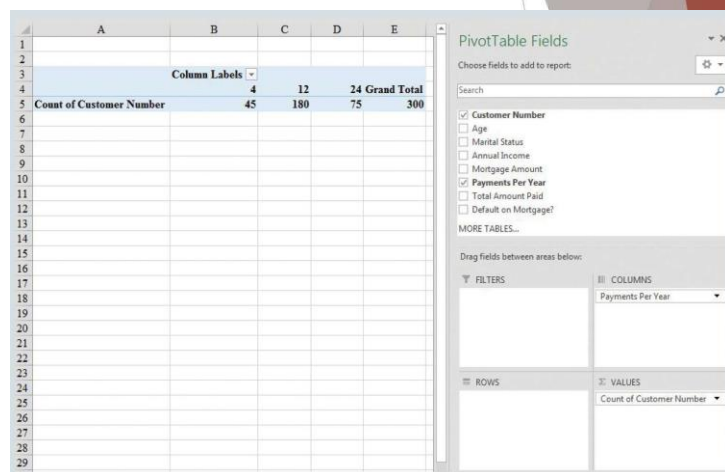 A B C D E
1
2
3 Column Labels
4 4 12 24 Grand Total
5 Count of Customer Number 45 180 75 300
6
7
8
9
10
11
12
13
14
15
16
17
18
19
20
21
22
23
24
25
26
27
28
29
PivotTable Fields
Choose fields to add to report:
Search
Customer Number
Age
Marital Status
Annual Income
Mortgage Amount
Payments Per Year
Total Amount Paid
Default on Mortgage?
MORE TABLES...
Drag fields between areas below:
FILTERS
COLUMNS
Payments Per Year
ROWS
Σ VALUES
Count of Customer Number